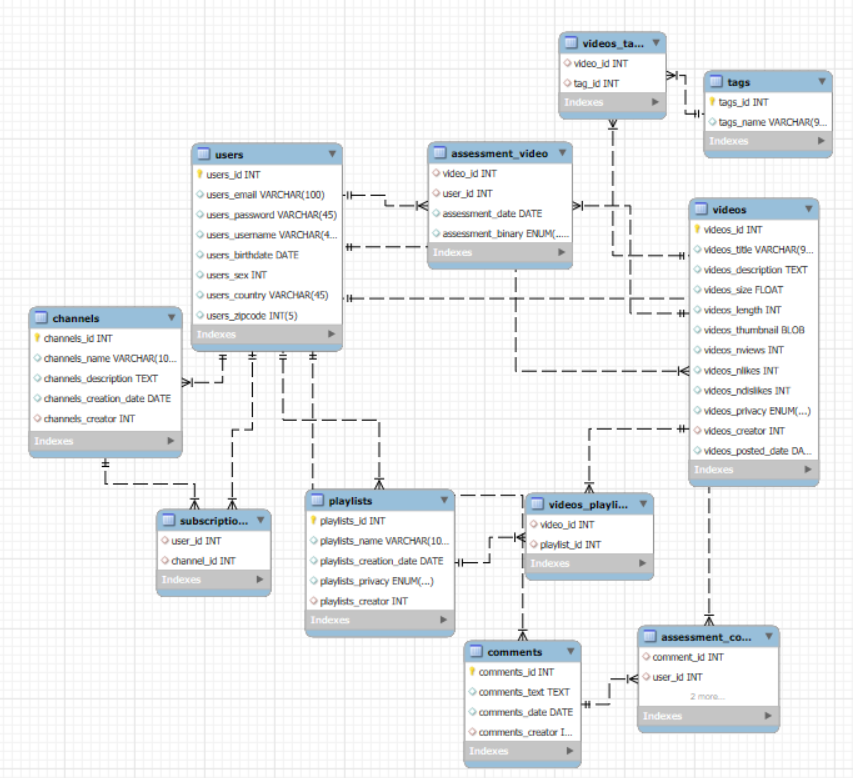 videos_ta...
video_id INT
tag_id INT
Indexes
tags
tags_id INT
tags_name VARCHAR(9...
Indexes
users
users_id INT
users_email VARCHAR(100)
users_password VARCHAR(45)
users_username VARCHAR(4...
users_birthdate DATE
users_sex INT
users_country VARCHAR(45)
users_zipcode INT(5)
Indexes
assessment_video
video_id INT
user_id INT
assessment_date DATE
assessment_binary ENUM(.....
Indexes
videos
videos_id INT
videos_title VARCHAR(9...
videos_description TEXT
videos_size FLOAT
videos_length INT
videos_thumbnail BLOB
videos_nviews INT
videos_nlikes INT
videos_ndislikes INT
videos_privacy ENUM(...)
videos_creator INT
videos_posted_date DA...
Indexes
channels
channels_id INT
channels_name VARCHAR(10...
channels_description TEXT
channels_creation_date DATE
channels_creator INT
Indexes
subscriptio...
user_id INT
channel_id INT
Indexes
playlists
playlists_id INT
playlists_name VARCHAR(10...
playlists_creation_date DATE
playlists_privacy ENUM(...)
playlists_creator INT
Indexes
videos_playli...
video_id INT
playlist_id INT
Indexes
comments
comments_id INT
comments_text TEXT
comments_date DATE
comments_creator I...
Indexes
assessment_co...
comment_id INT
user_id INT
2 more...
Indexes